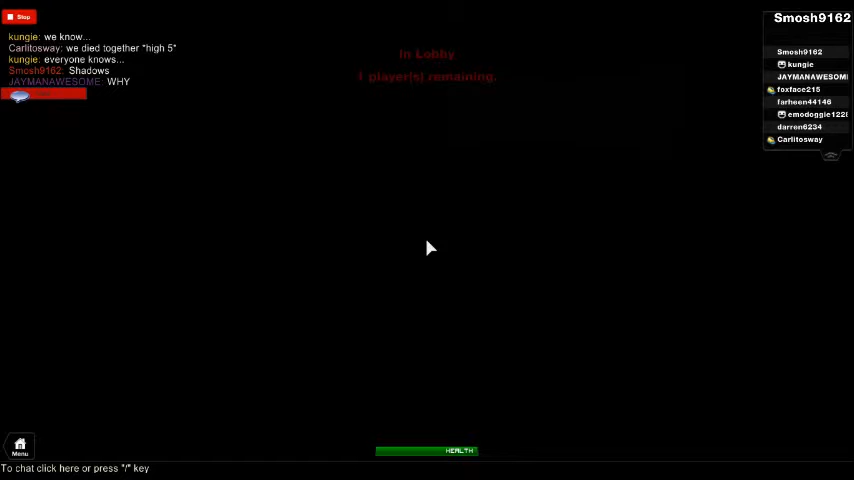 Stop
kungie: we know...
Carlitosway: we died together *high 5*
kungie: everyone knows...
Smosh9162: Shadows
JAYMANAWESOME: WHY
In Lobby
1 player(s) remaining.
Smosh9162
Smosh9162
kungie
JAYMANAWESOM
foxface215
farheen44146
emodoggie1228
darren6234
Carlitosway
Menu
HEALTH
To chat click here or press "/" key